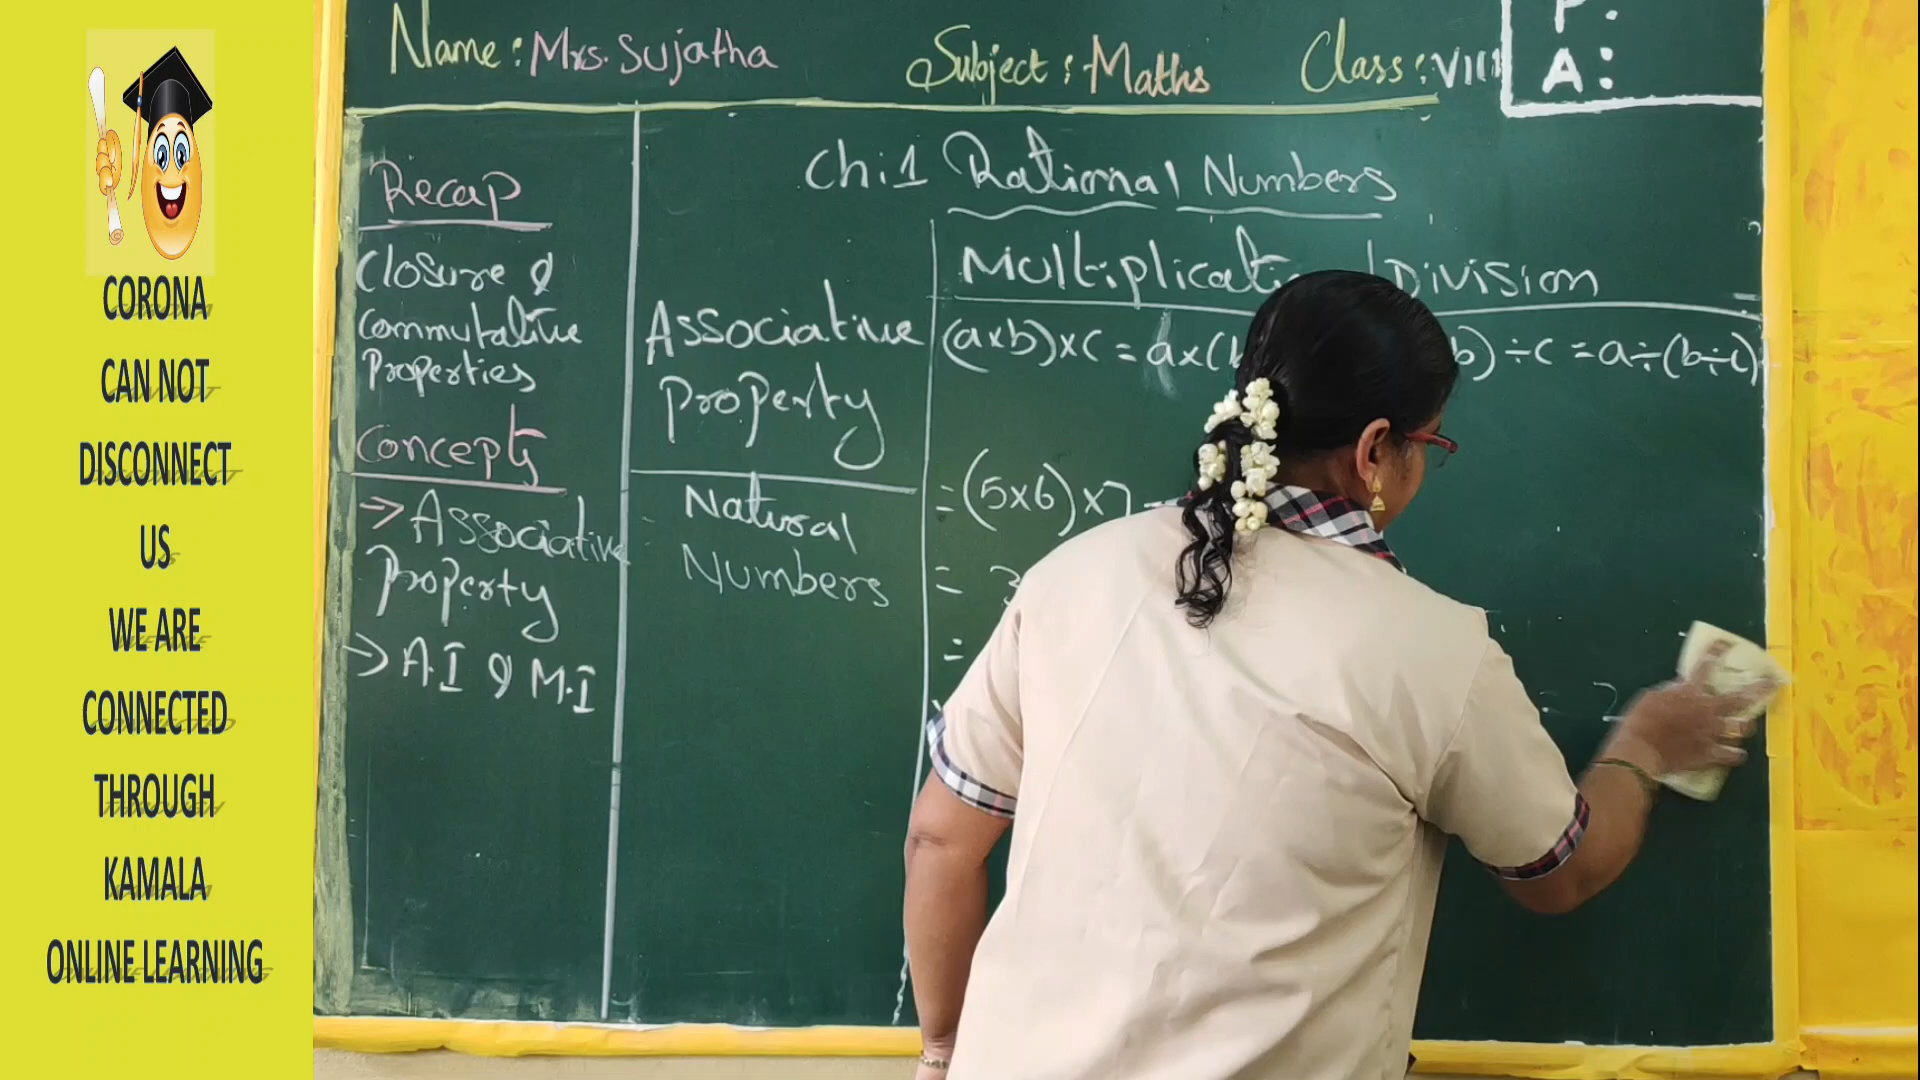 CORONA
CAN NOT
DISCONNECT
US
WE ARE
CONNECTED
THROUGH
KAMALA
ONLINE LEARNING
Name: Mrs. Sujatha Subject: Maths Class: VIII
P:
A:
Ch:1 Rational Numbers
Recap
Closure &
Commutative
Properties
Concepts
→ Associative
Property
→ A.I & M.I
Associative
Property
Natural
Numbers
Division
(a×b)×c = a×(
b) ÷c = a÷(b÷c)
= (5×6)×7
=
=
= 2